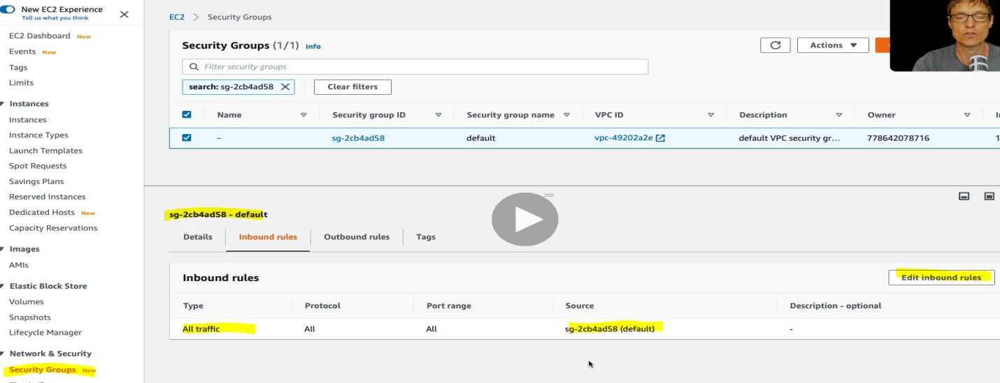 New EC2 Experience
Tell us what you think
EC2 Dashboard New
Events New
Tags
Limits
Instances
Instances
Instance Types
Launch Templates
Spot Requests
Savings Plans
Reserved Instances
Dedicated Hosts New
Capacity Reservations
Images
AMIs
Elastic Block Store
Volumes
Snapshots
Lifecycle Manager
Network & Security
Security Groups New
EC2 > Security Groups
Security Groups (1/1) Info
Actions
Filter security groups
search: sg-2cb4ad58
Clear filters
Name Security group ID Security group name VPC ID Description Owner
– sg-2cb4ad58 default vpc-49202a2e default VPC security gr... 778642078716 1
sg-2cb4ad58 - default
Details Inbound rules Outbound rules Tags
Inbound rules
Edit inbound rules
Type Protocol Port range Source Description - optional
All traffic All All sg-2cb4ad58 (default) -